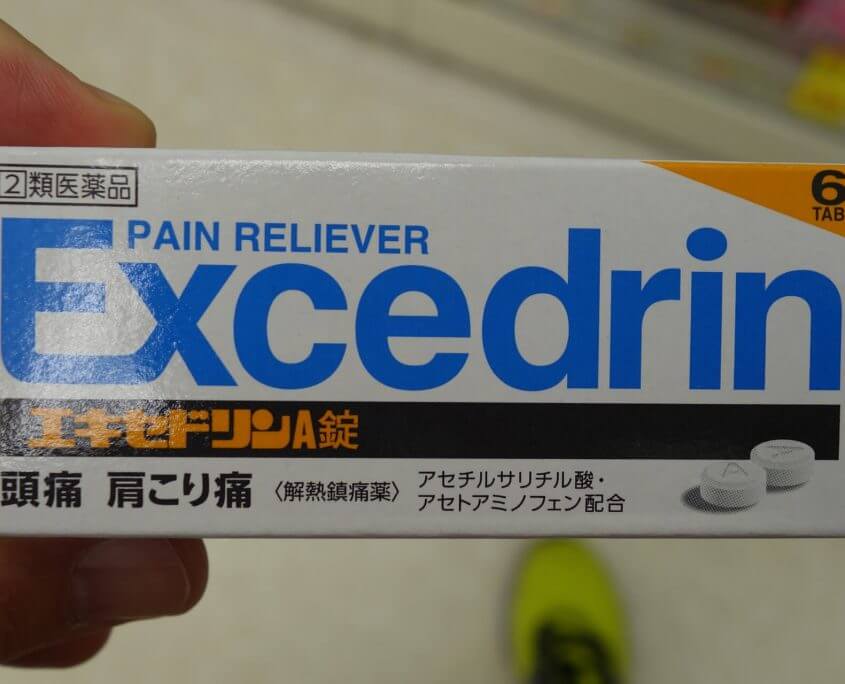 ②類医薬品
PAIN RELIEVER
Excedrin
エキセドリンA錠
頭痛 肩こり痛 〈解熱鎮痛薬〉
アセチルサリチル酸・
アセトアミノフェン配合
A